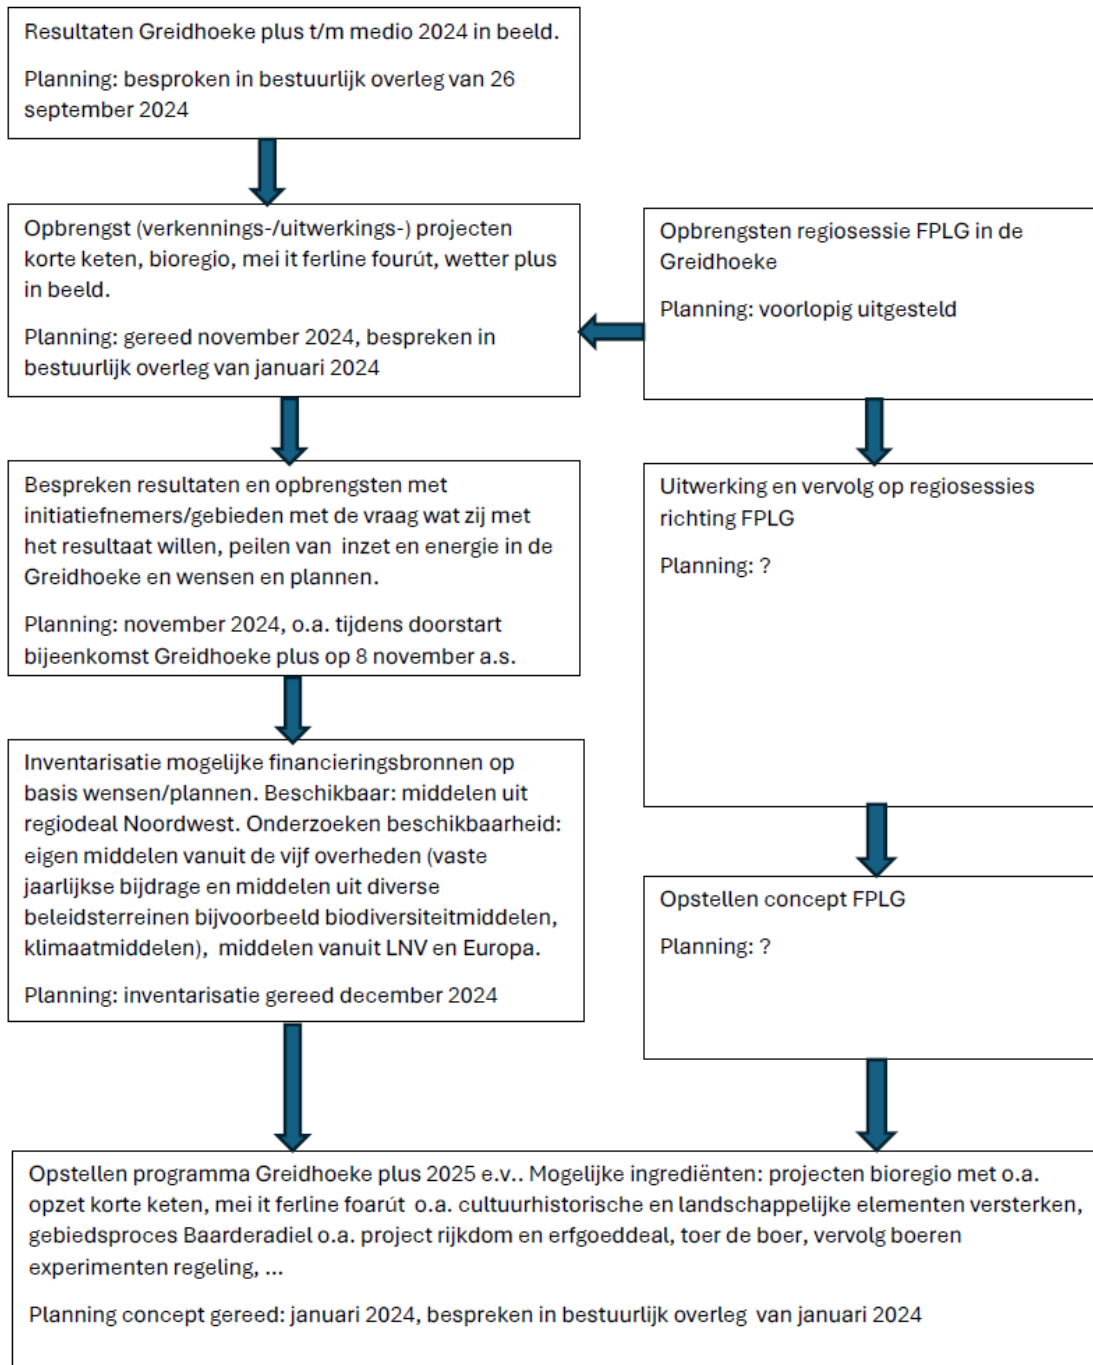 Resultaten Greidhoeke plus t/m medio 2024 in beeld.
Planning: besproken in bestuurlijk overleg van 26
september 2024
Opbrengst (verkennings-/uitwerkings-) projecten
korte keten, bioregio, mei it ferline fourút, wetter plus
in beeld.
Planning: gereed november 2024, bespreken in
bestuurlijk overleg van januari 2024
Opbrengsten regiosessie FPLG in de
Greidhoeke
Planning: voorlopig uitgesteld
Bespreken resultaten en opbrengsten met
initiatiefnemers/gebieden met de vraag wat zij met
het resultaat willen, peilen van  inzet en energie in de
Greidhoeke en wensen en plannen.
Planning: november 2024, o.a. tijdens doorstart
bijeenkomst Greidhoeke plus op 8 november a.s.
Uitwerking en vervolg op regiosessies
richting FPLG
Planning: ?
Inventarisatie mogelijke financieringsbronnen op
basis wensen/plannen. Beschikbaar: middelen uit
regiodeal Noordwest. Onderzoeken beschikbaarheid:
eigen middelen vanuit de vijf overheden (vaste
jaarlijkse bijdrage en middelen uit diverse
beleidsterreinen bijvoorbeeld biodiversiteitmiddelen,
klimaatmiddelen),  middelen vanuit LNV en Europa.
Planning: inventarisatie gereed december 2024
Opstellen concept FPLG
Planning: ?
Opstellen programma Greidhoeke plus 2025 e.v.. Mogelijke ingrediënten: projecten bioregio met o.a.
opzet korte keten, mei it ferline foarút  o.a. cultuurhistorische en landschappelijke elementen versterken,
gebiedsproces Baarderadiel o.a. project rijkdom en erfgoeddeal, toer de boer, vervolg boeren
experimenten regeling, ...
Planning concept gereed: januari 2024, bespreken in bestuurlijk overleg  van januari 2024